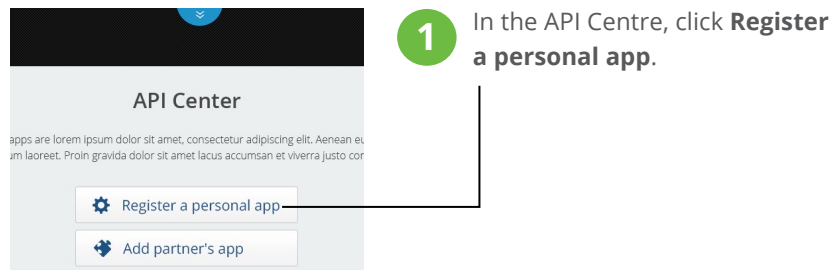 API Center
apps are lorem ipsum dolor sit amet, consectetur adipiscing elit. Aenean eu
um laoreet. Proin gravida dolor sit amet lacus accumsan et viverra justo cor
Register a personal app
Add partner's app
1
In the API Centre, click Register
a personal app.